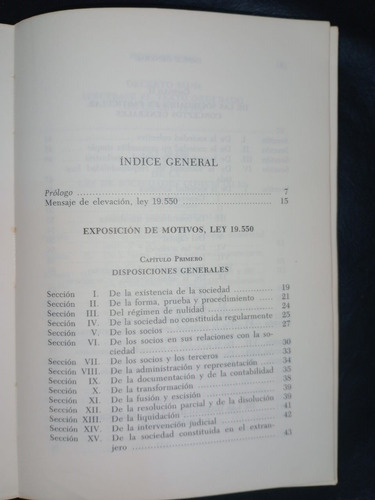 ÍNDICE GENERAL
Prólogo ........ 7
Mensaje de elevación, ley 19.550 ........ 15
EXPOSICIÓN DE MOTIVOS, LEY 19.550
CAPÍTULO PRIMERO
DISPOSICIONES GENERALES
Sección I. De la existencia de la sociedad ........ 19
Sección II. De la forma, prueba y procedimiento ........ 21
Sección III. Del régimen de nulidad ........ 24
Sección IV. De la sociedad no constituida regularmente 25
Sección V. De los socios ........ 27
Sección VI. De los socios en sus relaciones con la so-
ciedad ........ 30
Sección VII. De los socios y los terceros ........ 33
Sección VIII. De la administración y representación ........ 34
Sección IX. De la documentación y de la contabilidad 35
Sección X. De la transformación ........ 38
Sección XI. De la fusión y escisión ........ 39
Sección XII. De la resolución parcial y de la disolución 39
Sección XIII. De la liquidación ........ 41
Sección XIV. De la intervención judicial ........ 42
Sección XV. De la sociedad constituida en el extran-
jero ........ 43